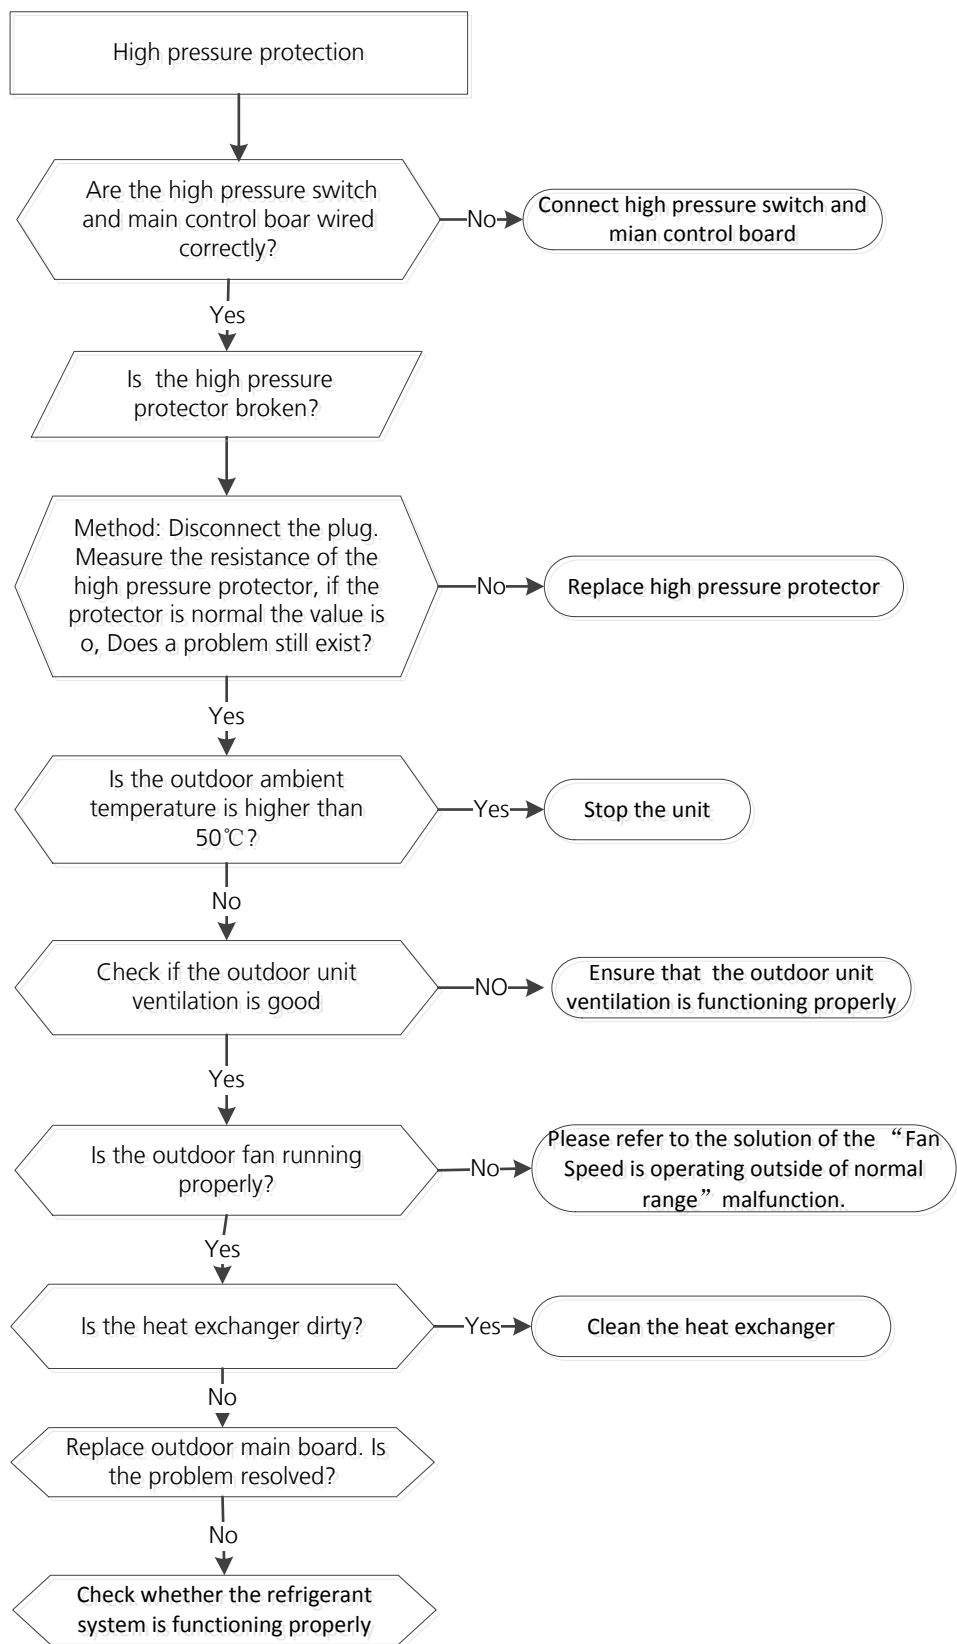 High pressure protection
Are the high pressure switch
and main control boar wired
correctly?
No
Connect high pressure switch and
mian control board
Yes
Is the high pressure
protector broken?
Method: Disconnect the plug.
Measure the resistance of the
high pressure protector, if the
protector is normal the value is
o, Does a problem still exist?
No
Replace high pressure protector
Yes
Is the outdoor ambient
temperature is higher than
50℃?
Yes
Stop the unit
No
Check if the outdoor unit
ventilation is good
NO
Ensure that the outdoor unit
ventilation is functioning properly
Yes
Is the outdoor fan running
properly?
No
Please refer to the solution of the “Fan
Speed is operating outside of normal
range” malfunction.
Yes
Is the heat exchanger dirty?
Yes
Clean the heat exchanger
No
Replace outdoor main board. Is
the problem resolved?
No
Check whether the refrigerant
system is functioning properly